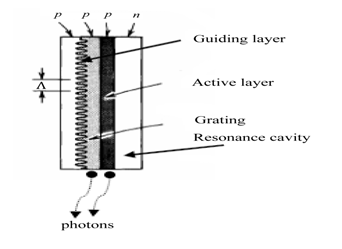 p p p n
Guiding layer
Λ
Active layer
Grating
Resonance cavity
photons